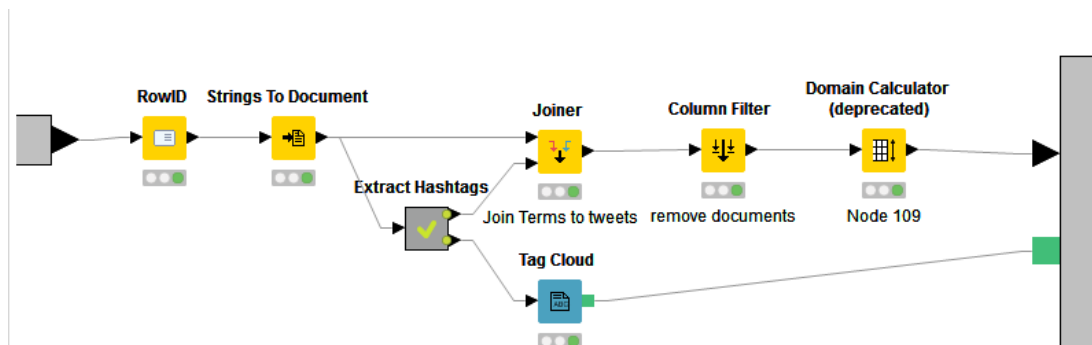 RowID
Strings To Document
Joiner
Column Filter
Domain Calculator
(deprecated)
Extract Hashtags
Join Terms to tweets
remove documents
Node 109
Tag Cloud
ABC